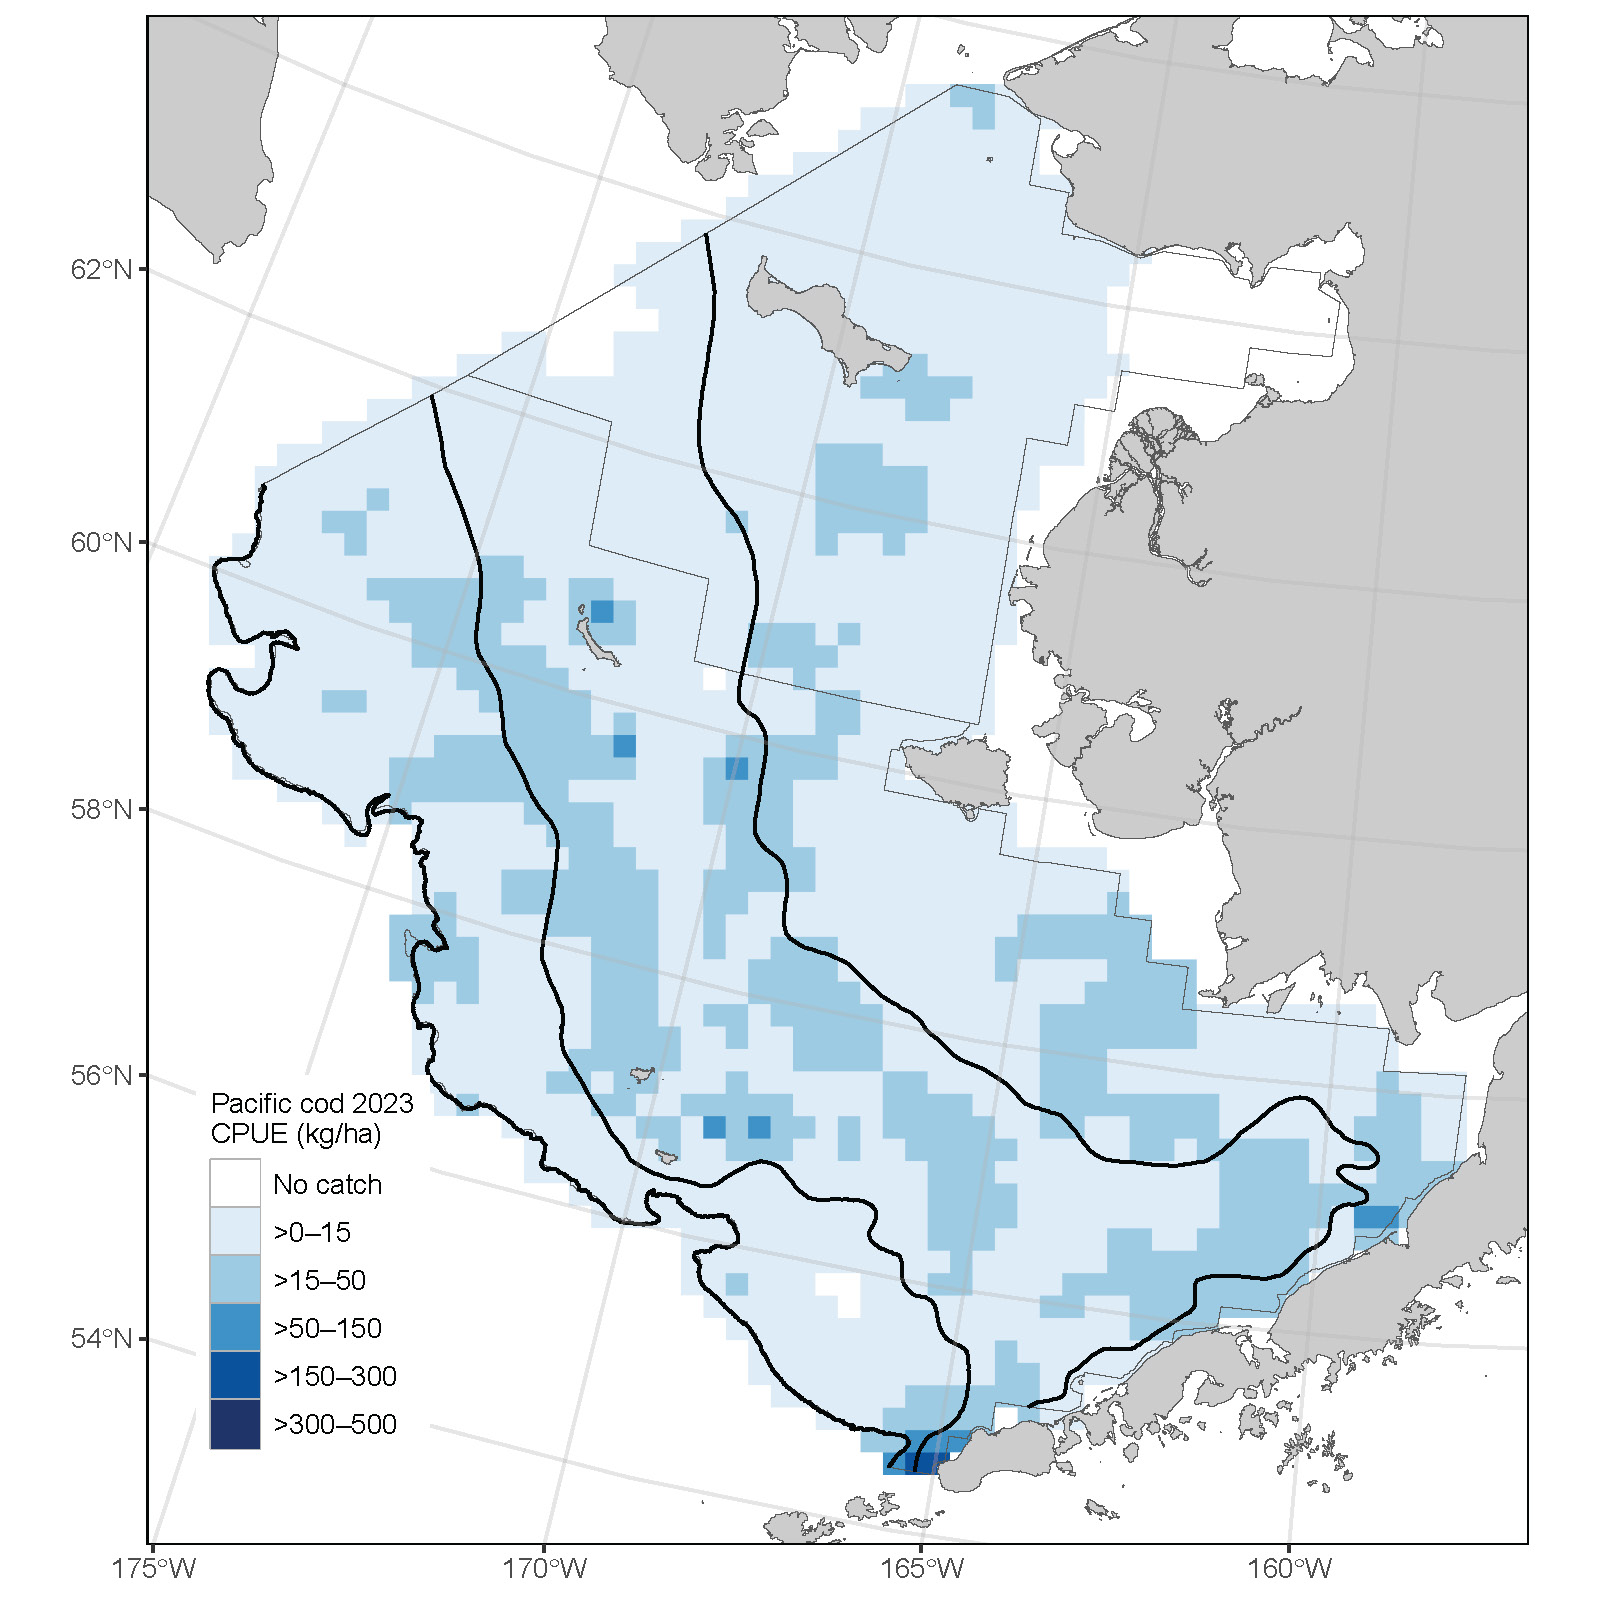 62°N
60°N
58°N
56°N
54°N
Pacific cod 2023
CPUE (kg/ha)
No catch
>0–15
>15–50
>50–150
>150–300
>300–500
175°W 170°W 165°W 160°W